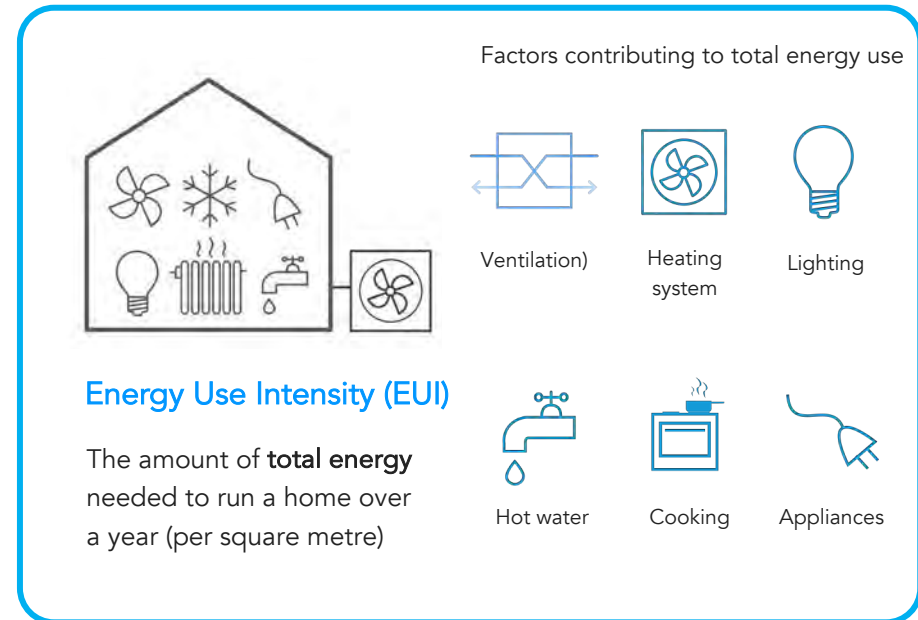 Factors contributing to total energy use
Ventilation)
Heating
system
Lighting
Energy Use Intensity (EUI)
The amount of total energy
needed to run a home over
a year (per square metre)
Hot water
Cooking
Appliances